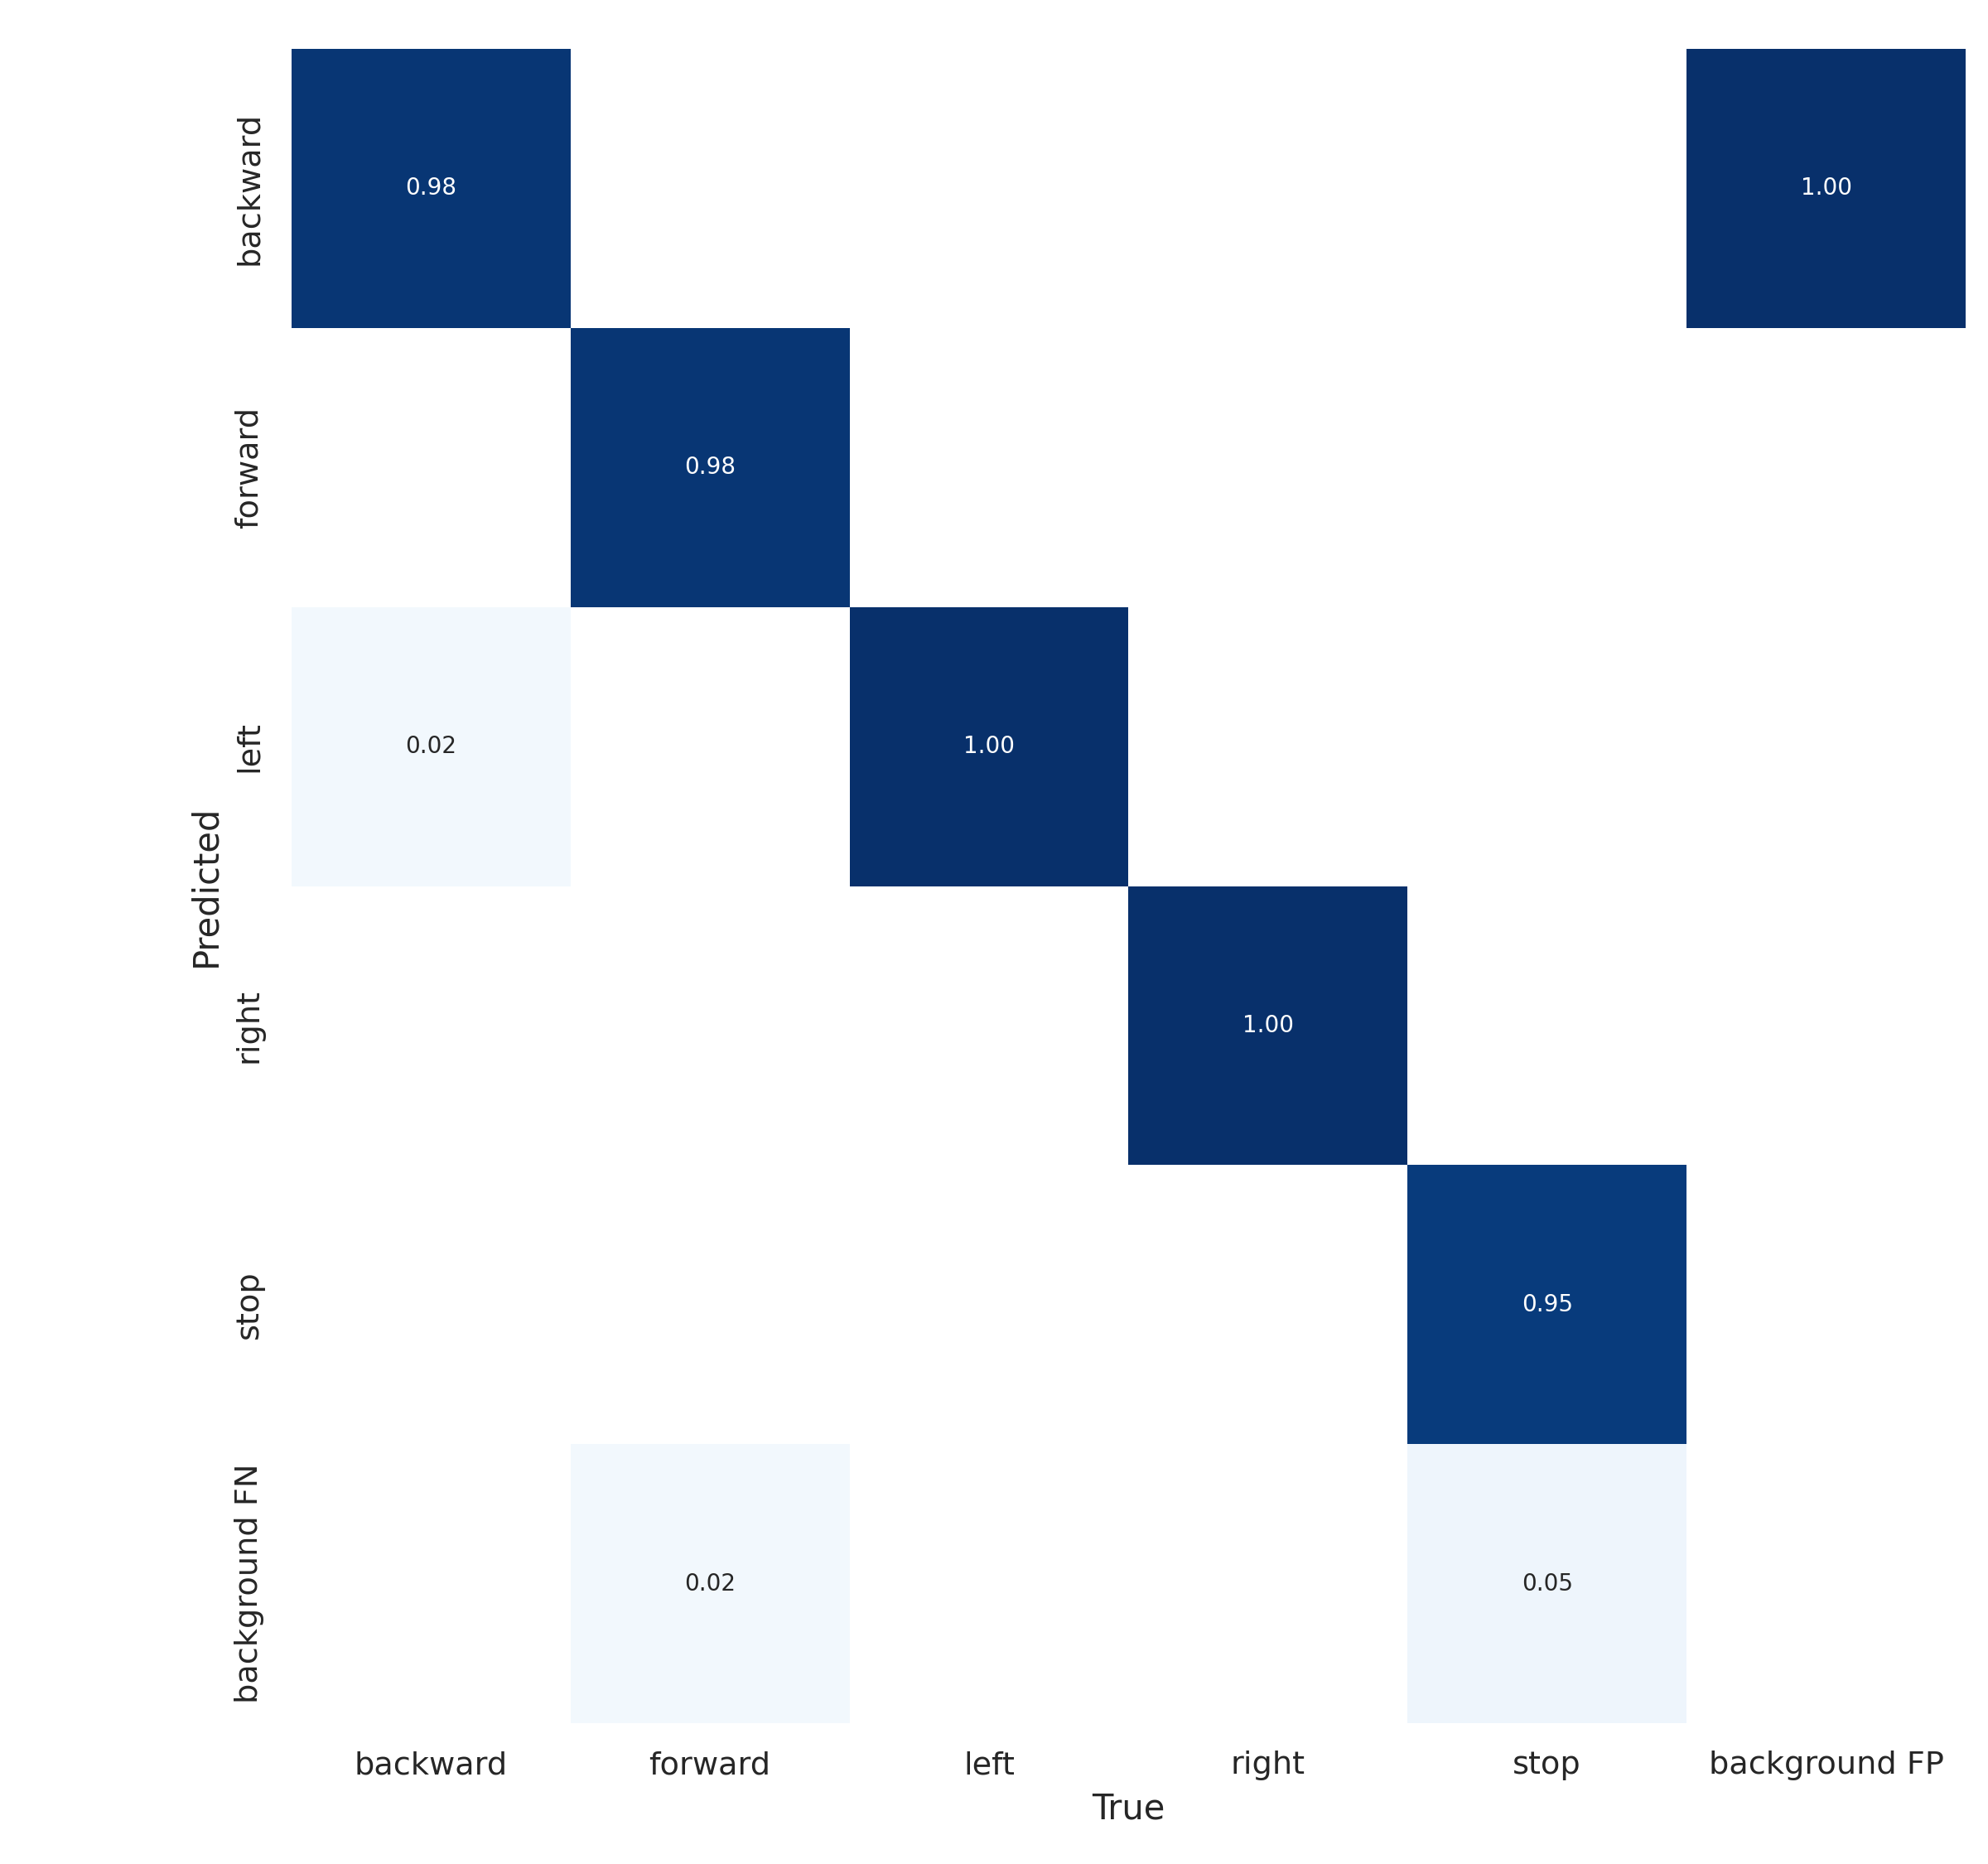 backward
0.98
1.00
forward
0.98
left
0.02
1.00
Predicted
right
1.00
stop
0.95
background FN
0.02
0.05
backward
forward
left
right
stop
background FP
True